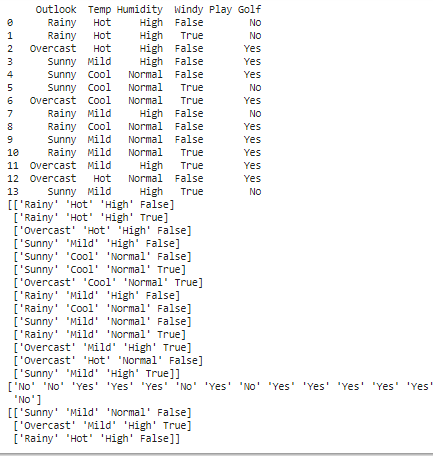 Outlook Temp Humidity Windy Play Golf
0 Rainy Hot High False No
1 Rainy Hot High True No
2 Overcast Hot High False Yes
3 Sunny Mild High False Yes
4 Sunny Cool Normal False Yes
5 Sunny Cool Normal True No
6 Overcast Cool Normal True Yes
7 Rainy Mild High False No
8 Rainy Cool Normal False Yes
9 Sunny Mild Normal False Yes
10 Rainy Mild Normal True Yes
11 Overcast Mild High True Yes
12 Overcast Hot Normal False Yes
13 Sunny Mild High True No
[['Rainy' 'Hot' 'High' False]
['Rainy' 'Hot' 'High' True]
['Overcast' 'Hot' 'High' False]
['Sunny' 'Mild' 'High' False]
['Sunny' 'Cool' 'Normal' False]
['Sunny' 'Cool' 'Normal' True]
['Overcast' 'Cool' 'Normal' True]
['Rainy' 'Mild' 'High' False]
['Rainy' 'Cool' 'Normal' False]
['Sunny' 'Mild' 'Normal' False]
['Rainy' 'Mild' 'Normal' True]
['Overcast' 'Mild' 'High' True]
['Overcast' 'Hot' 'Normal' False]
['Sunny' 'Mild' 'High' True]]
['No' 'No' 'Yes' 'Yes' 'Yes' 'No' 'Yes' 'No' 'Yes' 'Yes' 'Yes' 'Yes' 'Yes'
'No']
[['Sunny' 'Mild' 'Normal' False]
['Overcast' 'Mild' 'High' True]
['Rainy' 'Hot' 'High' False]]